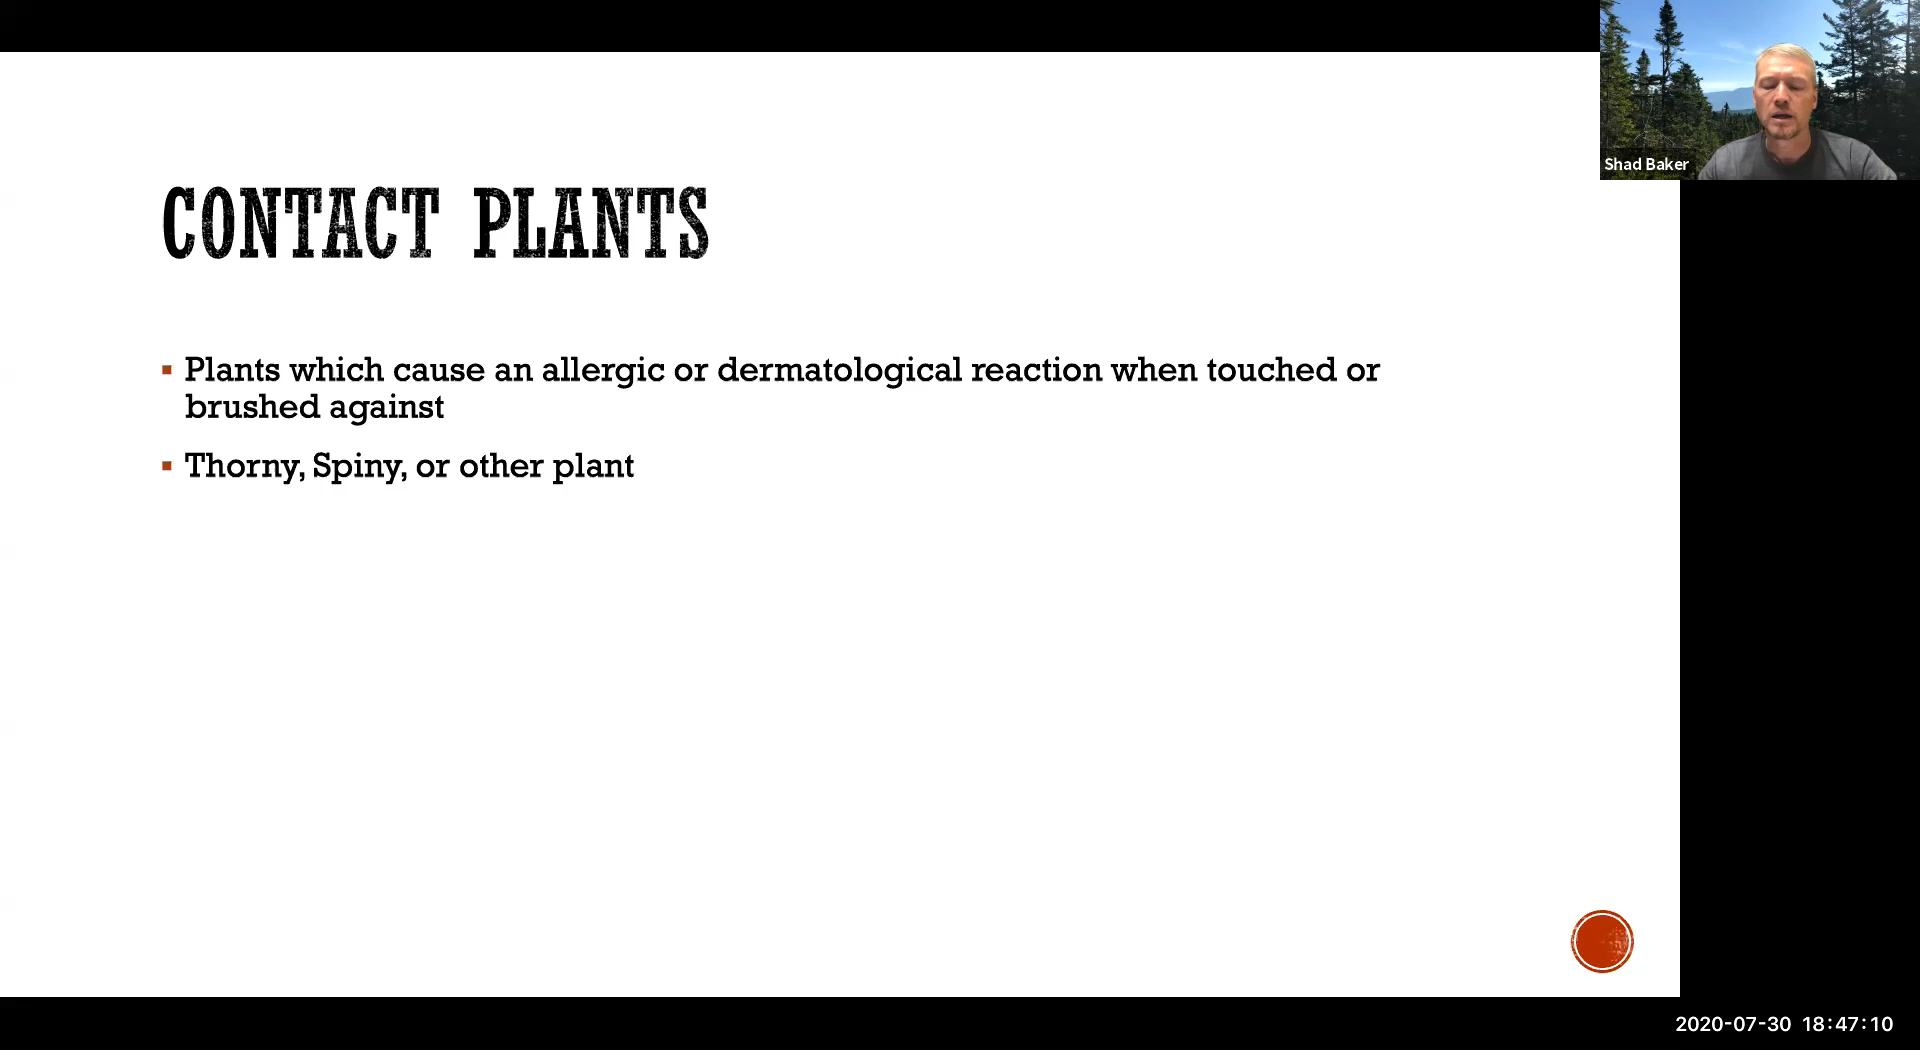 Shad Baker
CONTACT PLANTS
▪ Plants which cause an allergic or dermatological reaction when touched or
brushed against
▪ Thorny, Spiny, or other plant
2020-07-30 18:47:10